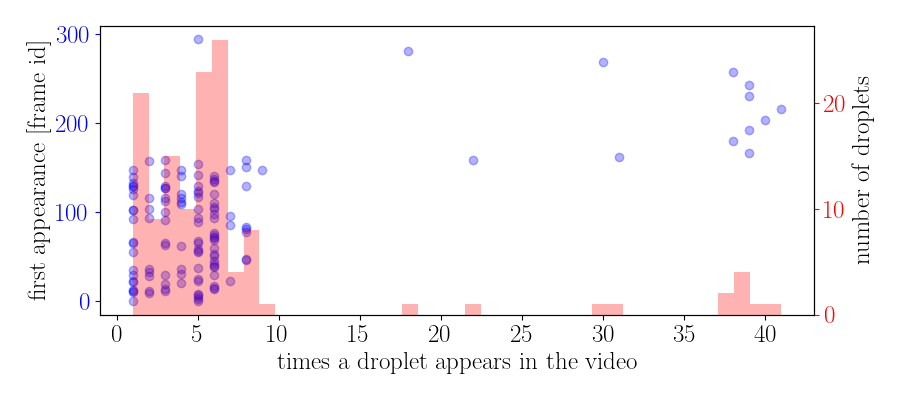 300
200
100
0
first appearance [frame id]
20
10
0
number of droplets
0 5 10 15 20 25 30 35 40
times a droplet appears in the video